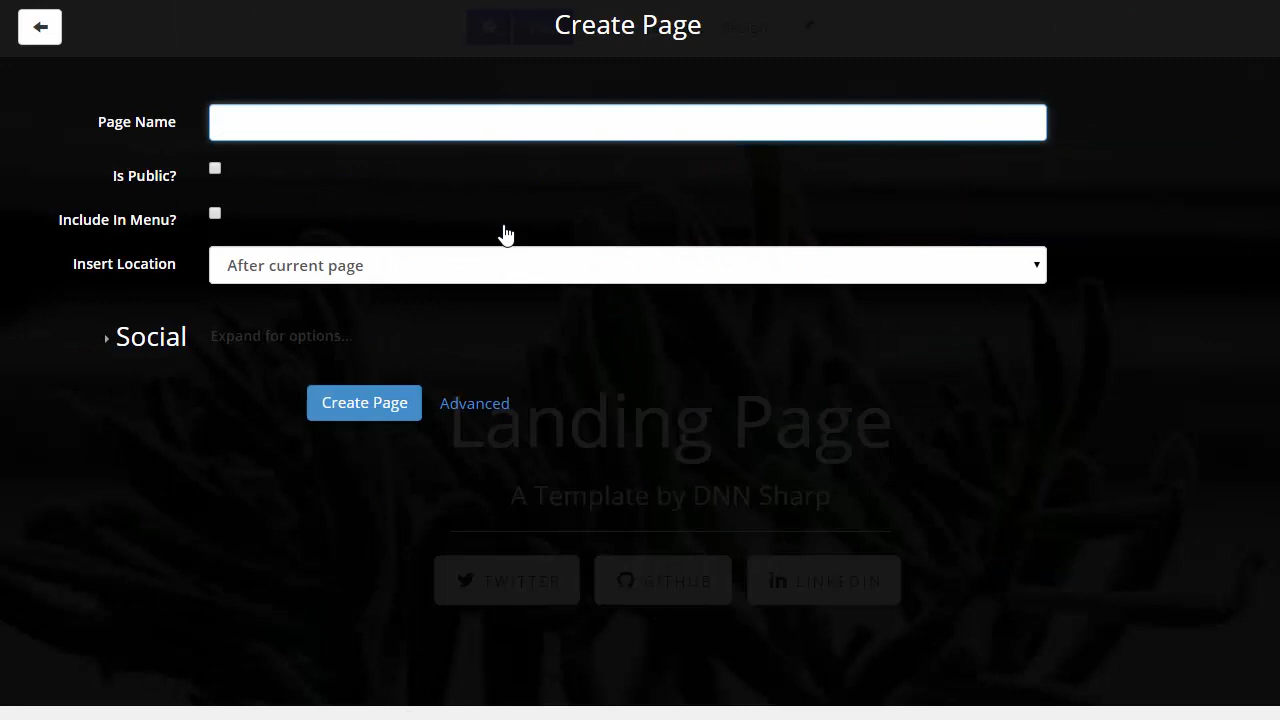 Create Page
Page Name
Is Public?
Include In Menu?
Insert Location
After current page
Social Expand for options...
Create Page Advanced
Landing Page
A Template by DNN Sharp
TWITTER GITHUB LINKEDIN